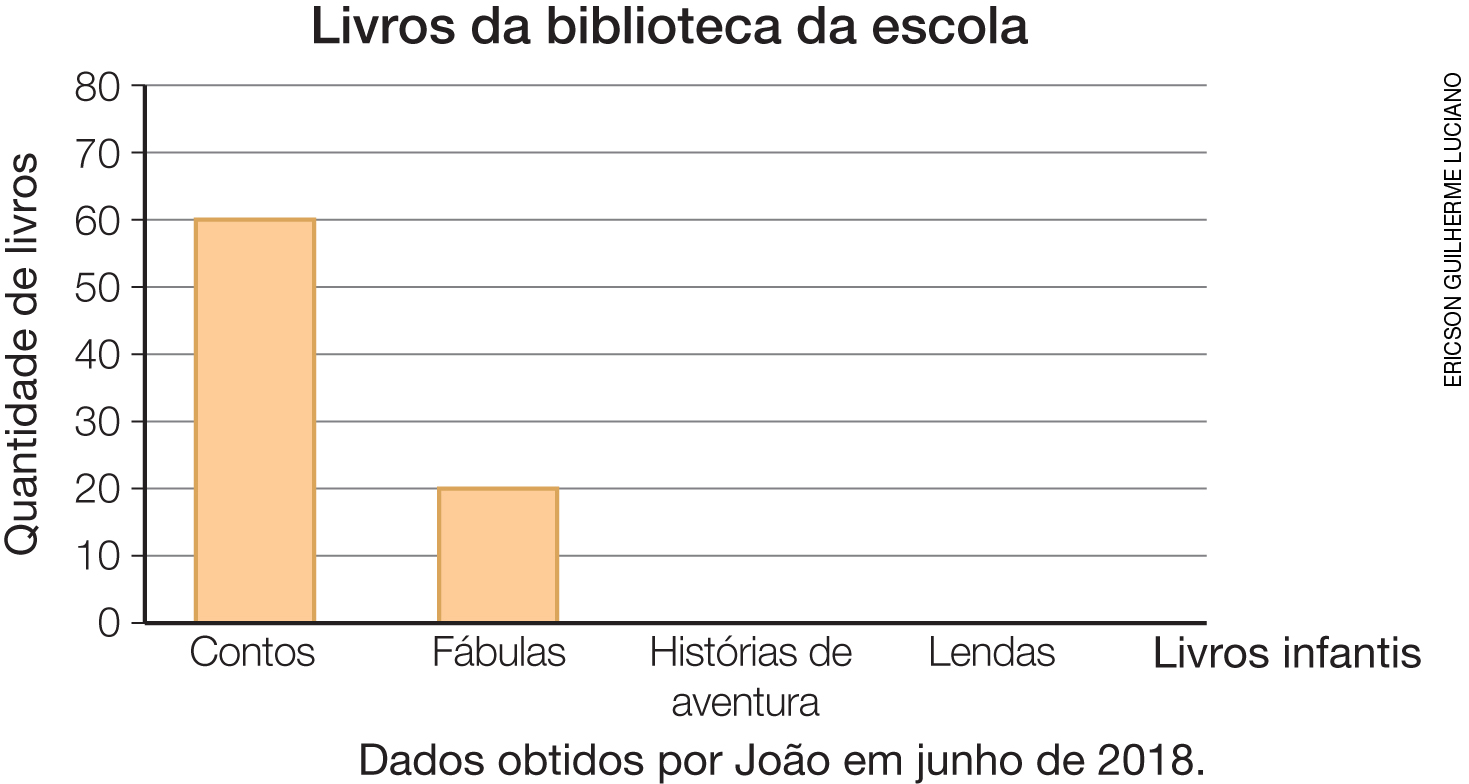 Livros da biblioteca da escola
Quantidade de livros
80
70
60
50
40
30
20
10
0
Contos
Fábulas
Histórias de
aventura
Lendas
Livros infantis
Dados obtidos por João em junho de 2018.
ERICSON GUILHERME LUCIANO